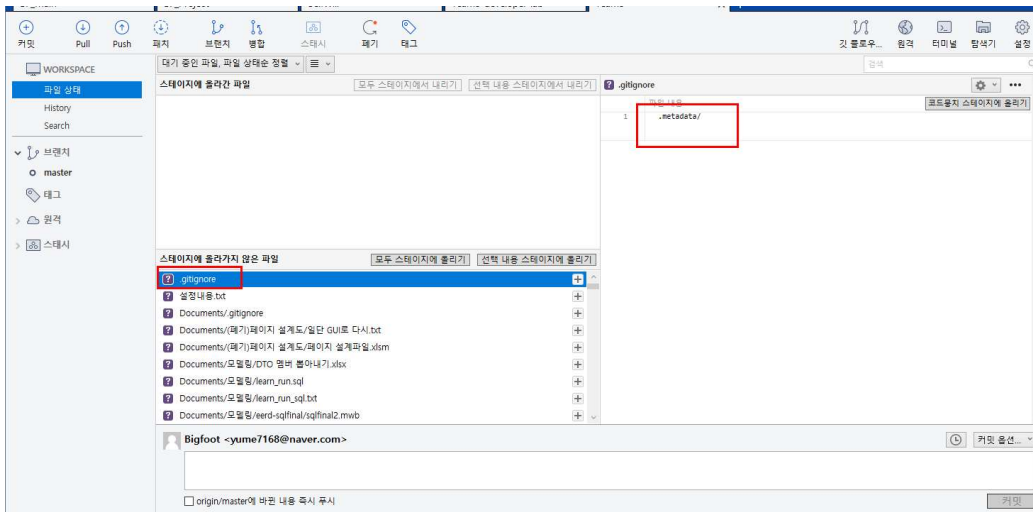 커밋 Pull Push 패치 브랜치 병합 스태시 폐기 태그 깃 플로우... 원격 터미널 탐색기 설정
WORKSPACE
파일 상태
History
Search
브랜치
master
태그
원격
스태시
대기 중인 파일, 파일 상태순 정렬
검색
스테이지에 올라간 파일 모두 스테이지에서 내리기 선택 내용 스테이지에서 내리기
스테이지에 올라가지 않은 파일 모두 스테이지에 올리기 선택 내용 스테이지에 올리기
.gitignore
설정내용.txt
Documents/.gitignore
Documents/(폐기)페이지 설계도/일단 GUI로 다시.txt
Documents/(폐기)페이지 설계도/페이지 설계파일.xlsm
Documents/모델링/DTO 멤버 뽑아내기.xlsx
Documents/모델링/learn_run.sql
Documents/모델링/learn_run_sql.txt
Documents/모델링/eerd-sqlfinal/sqlfinal2.mwb
.gitignore
파일 내용 코드뭉치 스테이지에 올리기
1 .metadata/
Bigfoot <yume7168@naver.com>
커밋 옵션...
origin/master에 바뀐 내용 즉시 푸시
커밋